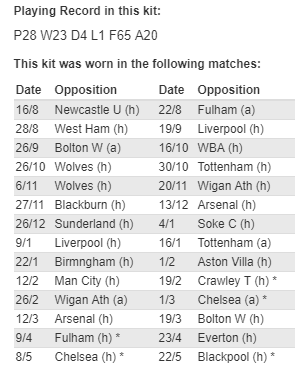 Playing Record in this kit:
P28 W23 D4 L1 F65 A20
This kit was worn in the following matches:
Date Opposition Date Opposition
16/8 Newcastle U (h) 22/8 Fulham (a)
28/8 West Ham (h) 19/9 Liverpool (h)
26/9 Bolton W (a) 16/10 WBA (h)
26/10 Wolves (h) 30/10 Tottenham (h)
6/11 Wolves (h) 20/11 Wigan Ath (h)
27/11 Blackburn (h) 13/12 Arsenal (h)
26/12 Sunderland (h) 4/1 Soke C (h)
9/1 Liverpool (h) 16/1 Tottenham (a)
22/1 Birmngham (h) 1/2 Aston Villa (h)
12/2 Man City (h) 19/2 Crawley T (h) *
26/2 Wigan Ath (a) 1/3 Chelsea (a) *
12/3 Arsenal (h) 19/3 Bolton W (h)
9/4 Fulham (h) * 23/4 Everton (h)
8/5 Chelsea (h) * 22/5 Blackpool (h) *